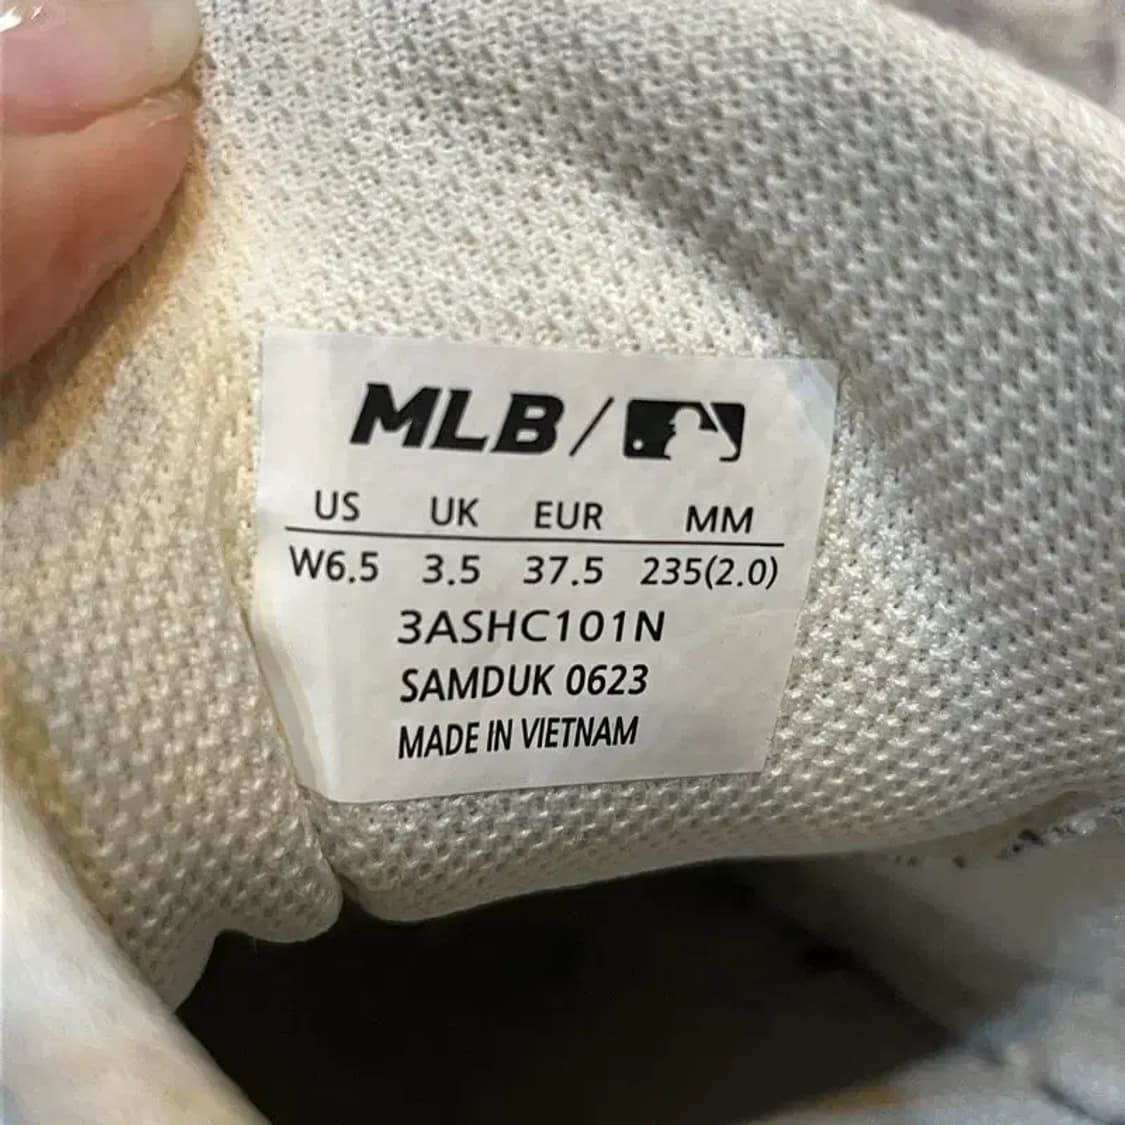 MLB /
US UK EUR MM
W6.5 3.5 37.5 235(2.0)
3ASHC101N
SAMDUK 0623
MADE IN VIETNAM